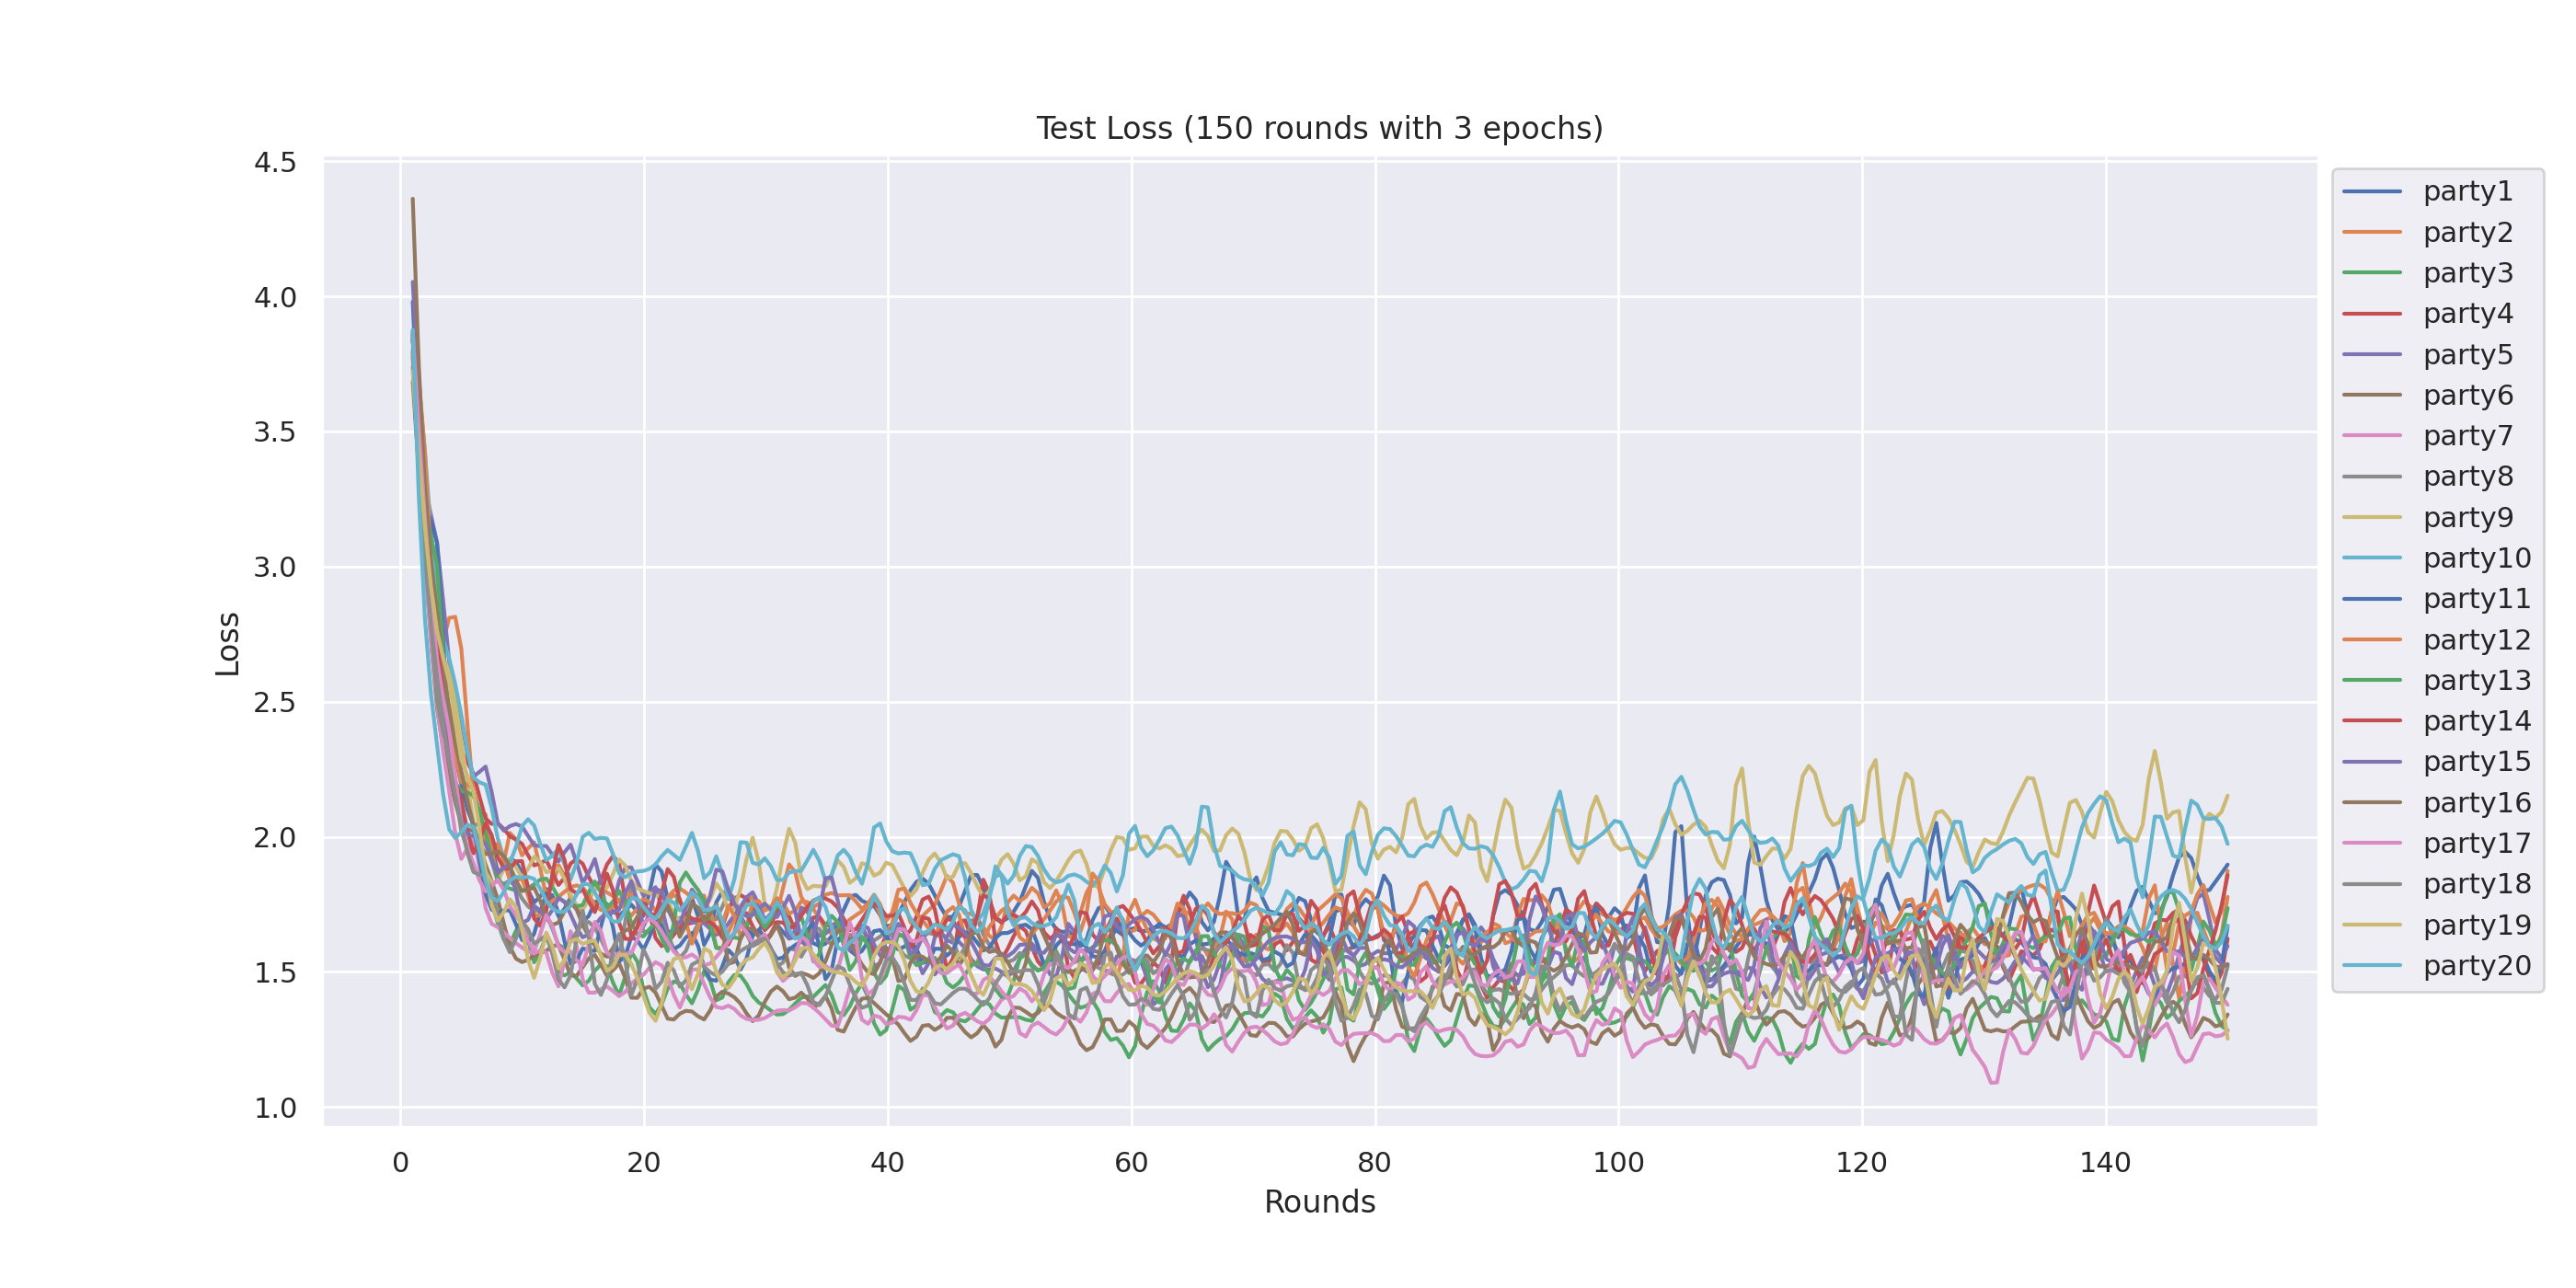 Test Loss (150 rounds with 3 epochs)
4.5
4.0
3.5
3.0
2.5
2.0
1.5
1.0
Loss
0 20 40 60 80 100 120 140
Rounds
party1
party2
party3
party4
party5
party6
party7
party8
party9
party10
party11
party12
party13
party14
party15
party16
party17
party18
party19
party20